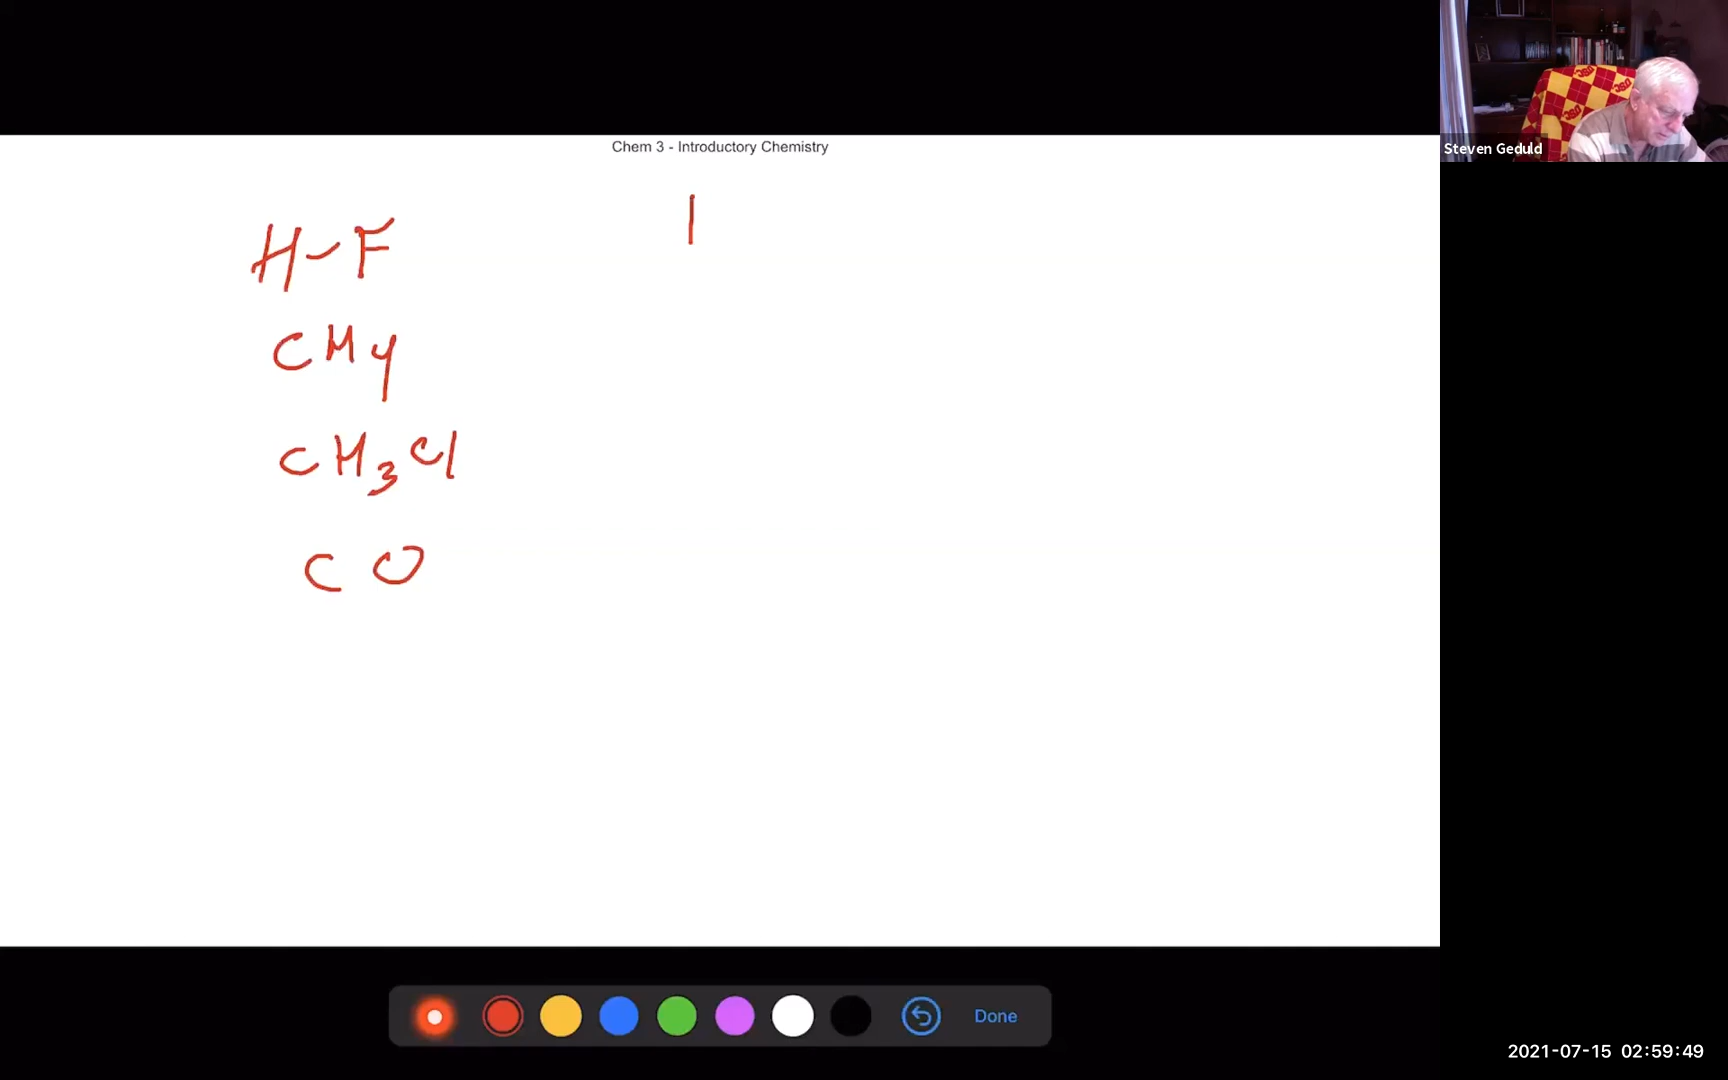 Chem 3 - Introductory Chemistry
H-F
CH4
CH3Cl
CO
Steven Geduld
Done
2021-07-15 02:59:49